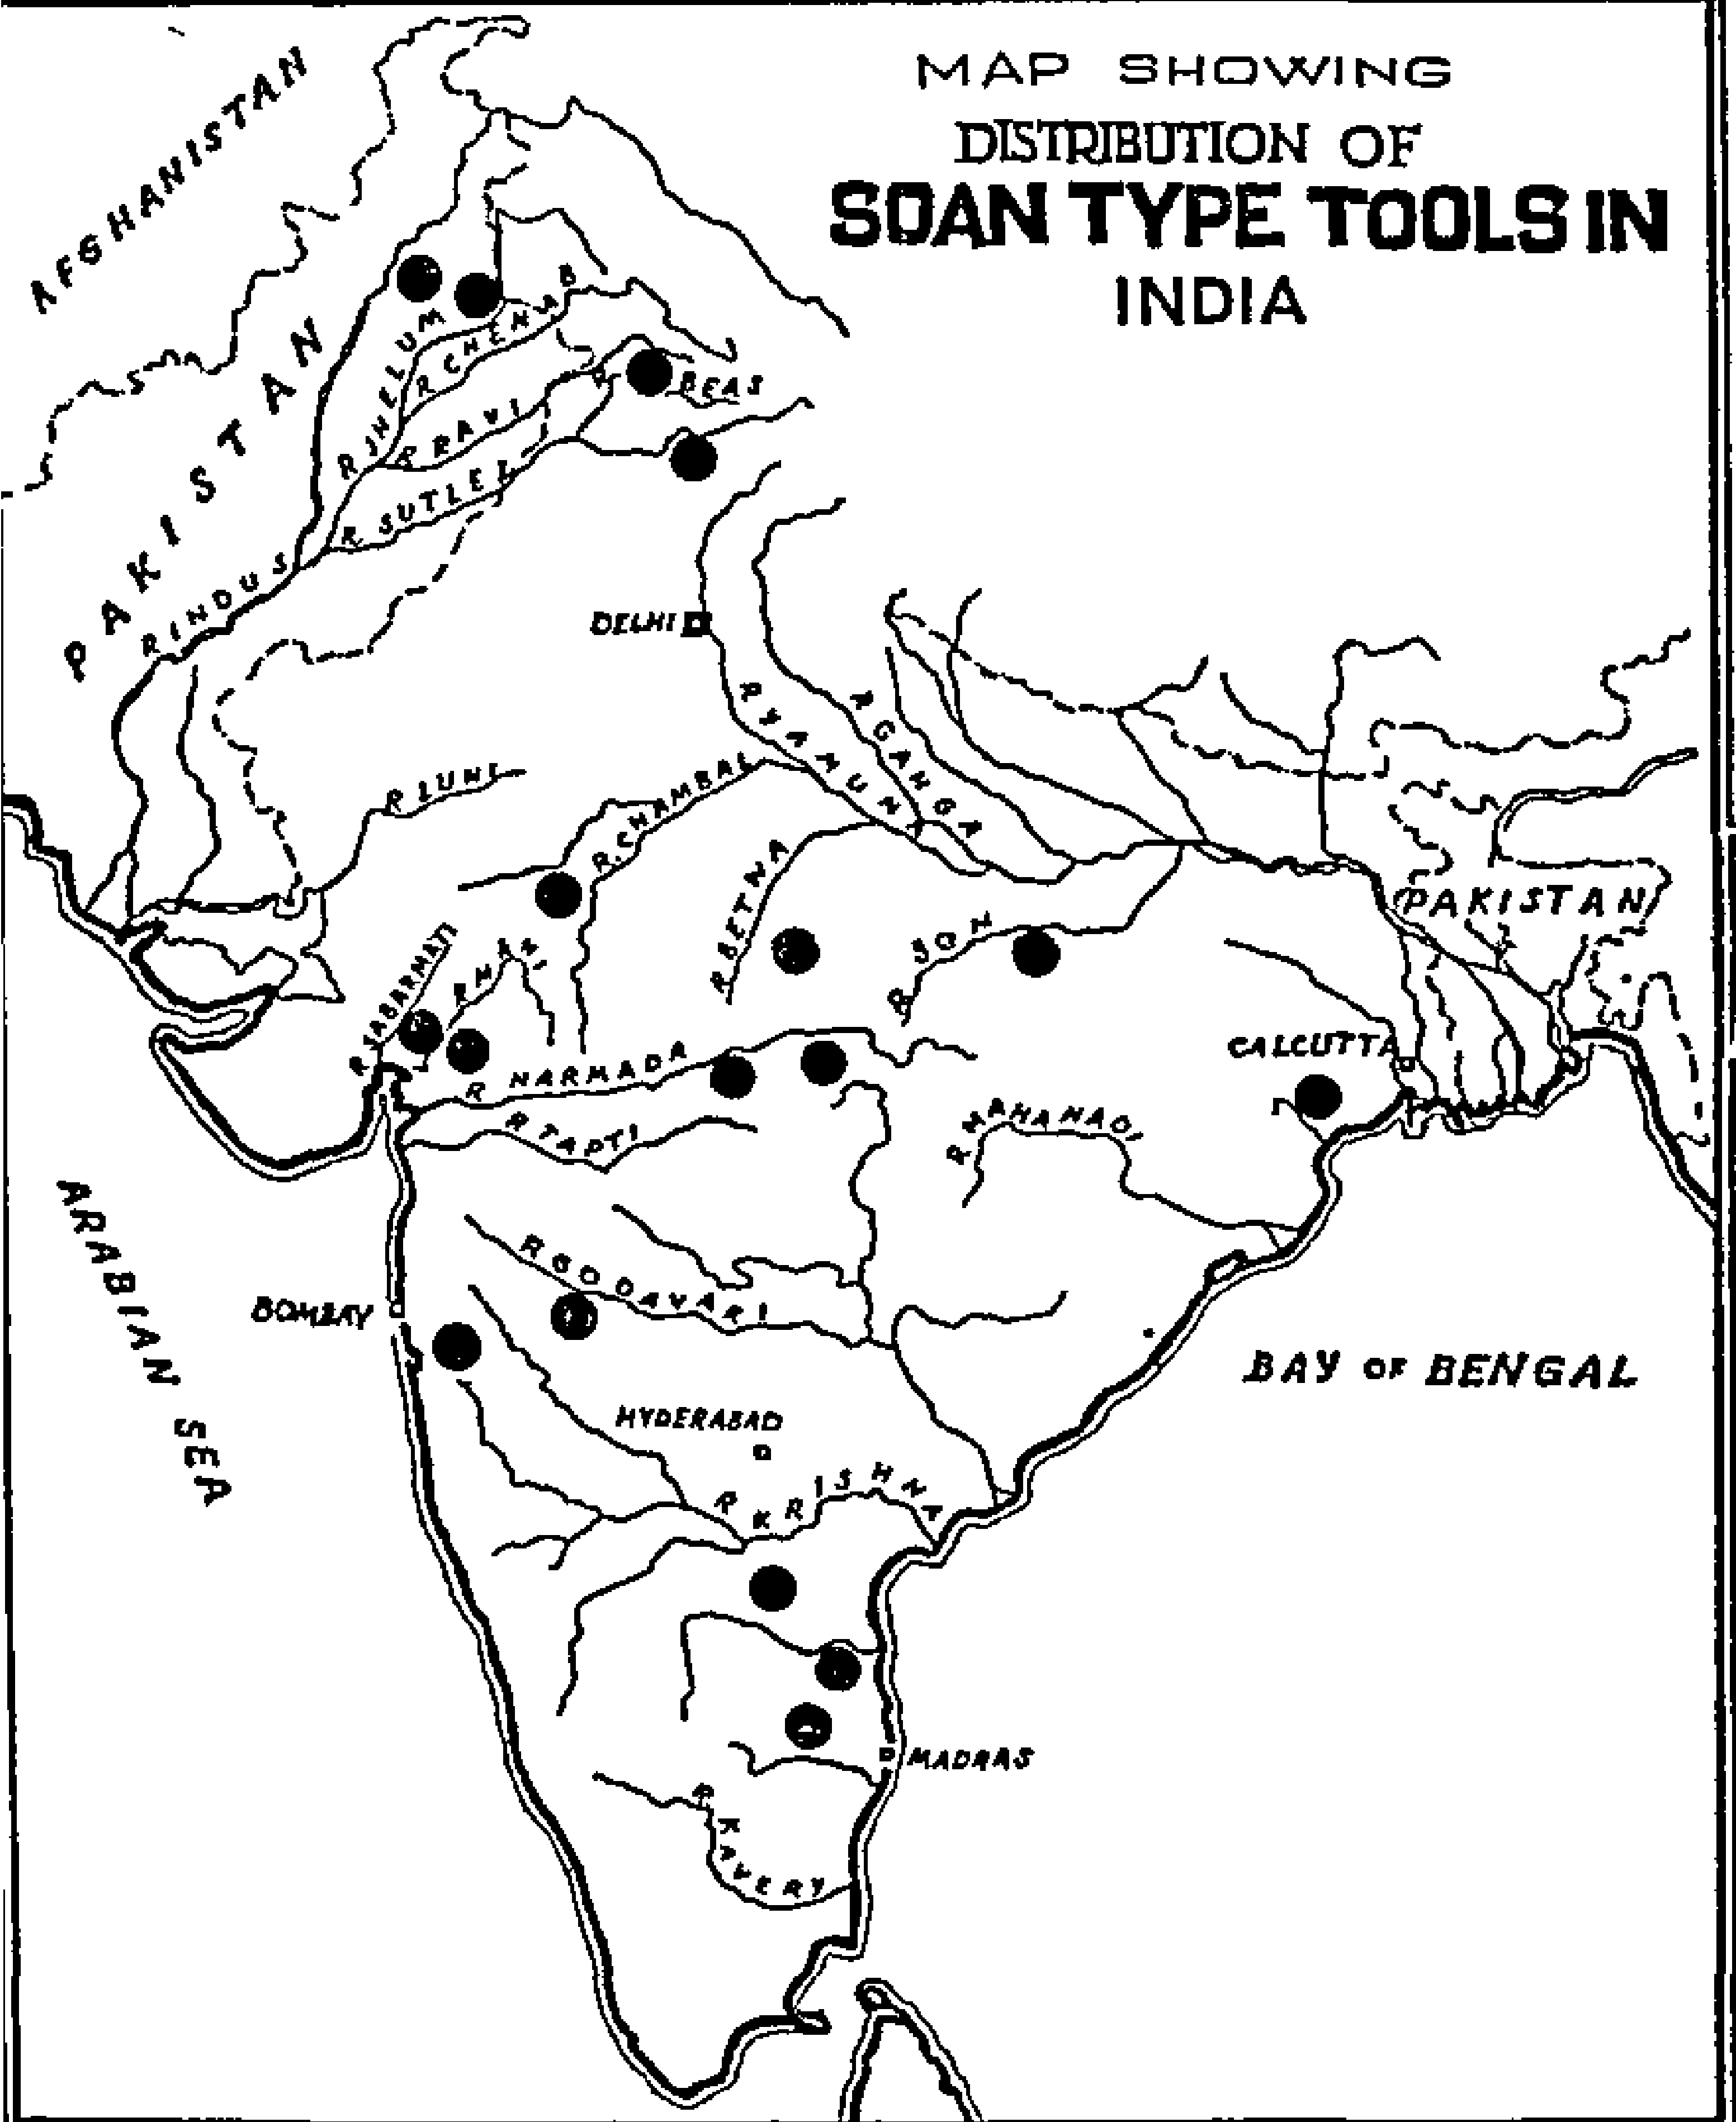 MAP SHOWING
DISTRIBUTION OF
SOAN TYPE TOOLS IN
INDIA
AFGHANISTAN
PAKISTAN
R JHELUM
R CHENAB
BEAS
R RAVI
R SUTLEJ
R INDUS
DELHI
R YAMUNA
R GANGA
R LUNI
R. CHAMBAL
R BETNA
R SON
PAKISTAN
R SABARMATI
R MAHI
CALCUTTA
R NARMADA
R TAPTI
R MAHANADI
ARABIAN SEA
R GODAVARI
BOMBAY
BAY OF BENGAL
HYDERABAD
R KRISHNA
MADRAS
R KAVERY